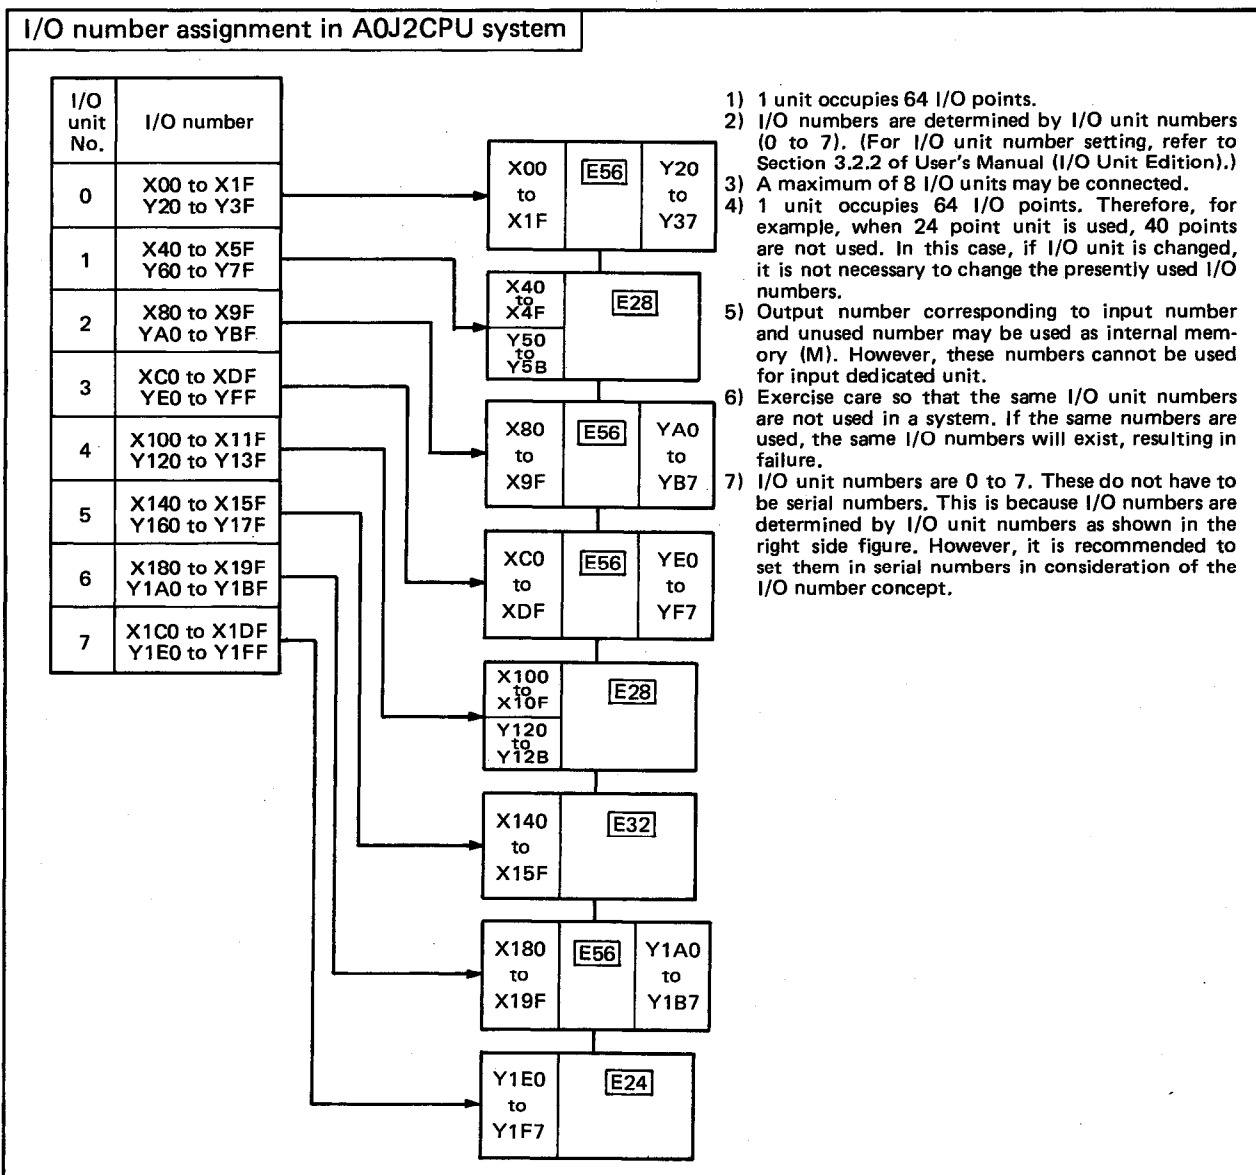 I/O number assignment in A0J2CPU system
I/O unit No.
I/O number
0
X00 to X1F
Y20 to Y3F
1
X40 to X5F
Y60 to Y7F
2
X80 to X9F
YA0 to YBF
3
XC0 to XDF
YE0 to YFF
4
X100 to X11F
Y120 to Y13F
5
X140 to X15F
Y160 to Y17F
6
X180 to X19F
Y1A0 to Y1BF
7
X1C0 to X1DF
Y1E0 to Y1FF
X00
to
X1F
E56
Y20
to
Y37
X40
to
X4F
Y50
to
Y5B
E28
X80
to
X9F
E56
YA0
to
YB7
XC0
to
XDF
E56
YE0
to
YF7
X100
to
X10F
Y120
to
Y12B
E28
X140
to
X15F
E32
X180
to
X19F
E56
Y1A0
to
Y1B7
Y1E0
to
Y1F7
E24
1) 1 unit occupies 64 I/O points.
2) I/O numbers are determined by I/O unit numbers
(0 to 7). (For I/O unit number setting, refer to
Section 3.2.2 of User's Manual (I/O Unit Edition).)
3) A maximum of 8 I/O units may be connected.
4) 1 unit occupies 64 I/O points. Therefore, for
example, when 24 point unit is used, 40 points
are not used. In this case, if I/O unit is changed,
it is not necessary to change the presently used I/O
numbers.
5) Output number corresponding to input number
and unused number may be used as internal mem-
ory (M). However, these numbers cannot be used
for input dedicated unit.
6) Exercise care so that the same I/O unit numbers
are not used in a system. If the same numbers are
used, the same I/O numbers will exist, resulting in
failure.
7) I/O unit numbers are 0 to 7. These do not have to
be serial numbers. This is because I/O numbers are
determined by I/O unit numbers as shown in the
right side figure. However, it is recommended to
set them in serial numbers in consideration of the
I/O number concept.